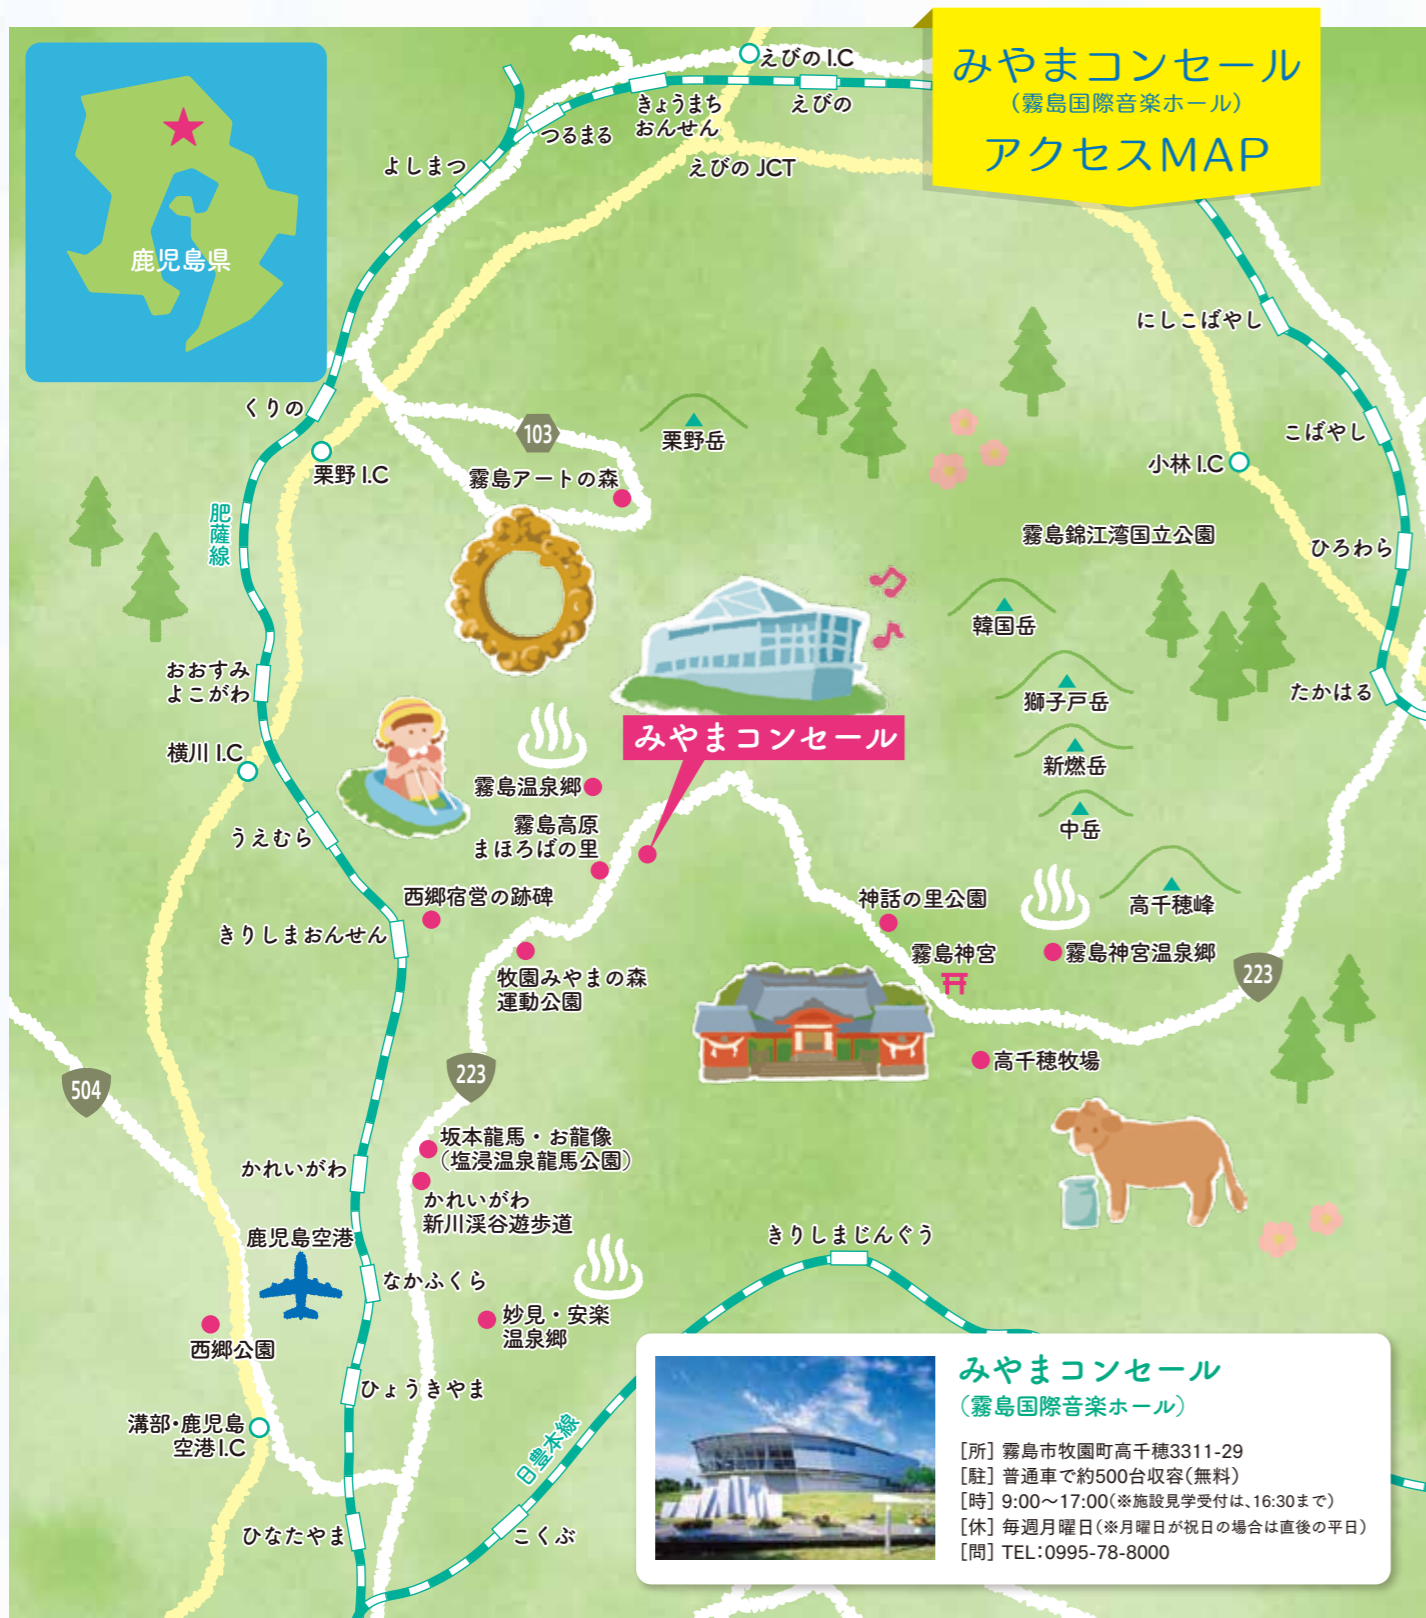 みやまコンセール
（霧島国際音楽ホール）
アクセスMAP
鹿児島県
えびの I.C
きょうまち
おんせん
えびの
つるまる
よしまつ
えびの JCT
にしこばやし
くりの
栗野 I.C
103
栗野岳
霧島アートの森
こばやし
小林 I.C
肥薩線
霧島錦江湾国立公園
ひろわら
韓国岳
おおすみ
よこがわ
獅子戸岳
たかはる
横川 I.C
みやまコンセール
新燃岳
霧島温泉郷
中岳
うえむら
霧島高原
まほろばの里
西郷宿営の跡碑
神話の里公園
高千穂峰
きりしまおんせん
霧島神宮
霧島神宮温泉郷
牧園みやまの森
運動公園
223
223
504
高千穂牧場
坂本龍馬・お龍像
（塩浸温泉龍馬公園）
かれいがわ
かれいがわ
新川渓谷遊歩道
鹿児島空港
きりしまじんぐう
なかふくら
妙見・安楽
温泉郷
西郷公園
ひょうきやま
溝部・鹿児島
空港 I.C
日豊本線
ひなたやま
こくぶ
みやまコンセール
（霧島国際音楽ホール）
［所］ 霧島市牧園町高千穂3311-29
［駐］ 普通車で約500台収容（無料）
［時］ 9:00〜17:00（※施設見学受付は、16:30まで）
［休］ 毎週月曜日（※月曜日が祝日の場合は直後の平日）
［問］ TEL：0995-78-8000